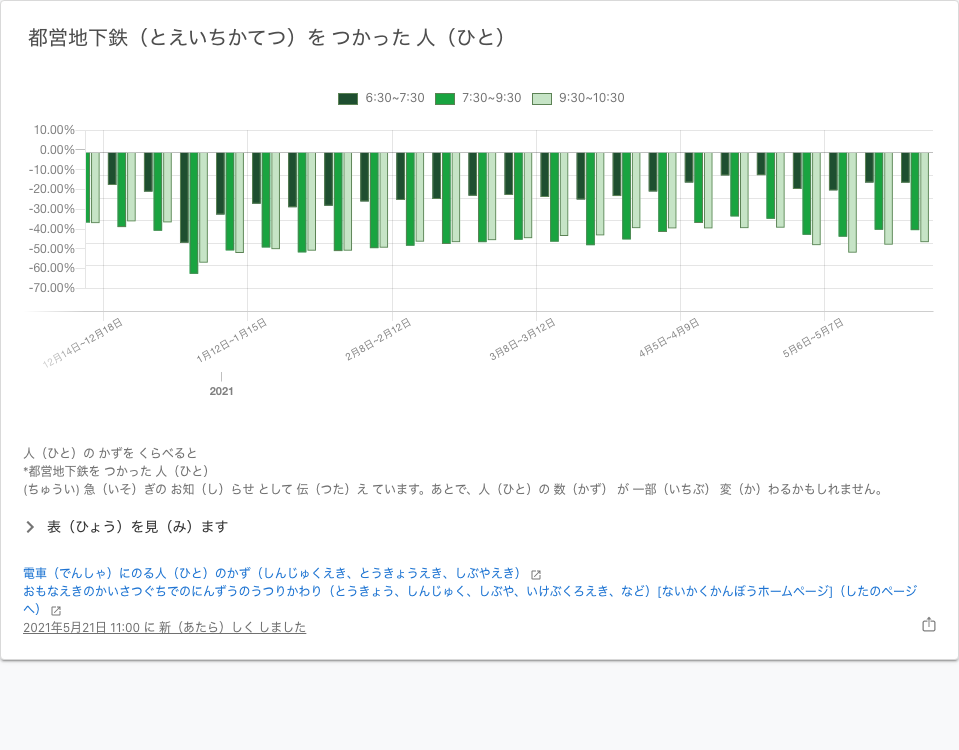 都営地下鉄（とえいちかてつ）を つかった 人（ひと）
6:30~7:30 7:30~9:30 9:30~10:30
10.00%
0.00%
-10.00%
-20.00%
-30.00%
-40.00%
-50.00%
-60.00%
-70.00%
12月14日~12月18日 1月12日~1月15日 2月8日~2月12日 3月8日~3月12日 4月5日~4月9日 5月6日~5月7日
2021
人（ひと）の かずを くらべると
*都営地下鉄を つかった 人（ひと）
(ちゅうい) 急（いそ）ぎの お知（し）らせ として 伝（つた）え ています。あとで、人（ひと）の 数（かず） が 一部（いちぶ） 変（か）わるかもしれません。
表（ひょう）を見（み）ます
電車（でんしゃ）にのる人（ひと）のかず（しんじゅくえき、とうきょうえき、しぶやえき）
おもなえきのかいさつぐちでのにんずうのうつりかわり（とうきょう、しんじゅく、しぶや、いけぶくろえき、など）[ないかくかんぼうホームページ]（したのページ
へ）
2021年5月21日 11:00 に 新（あたら）しく しました